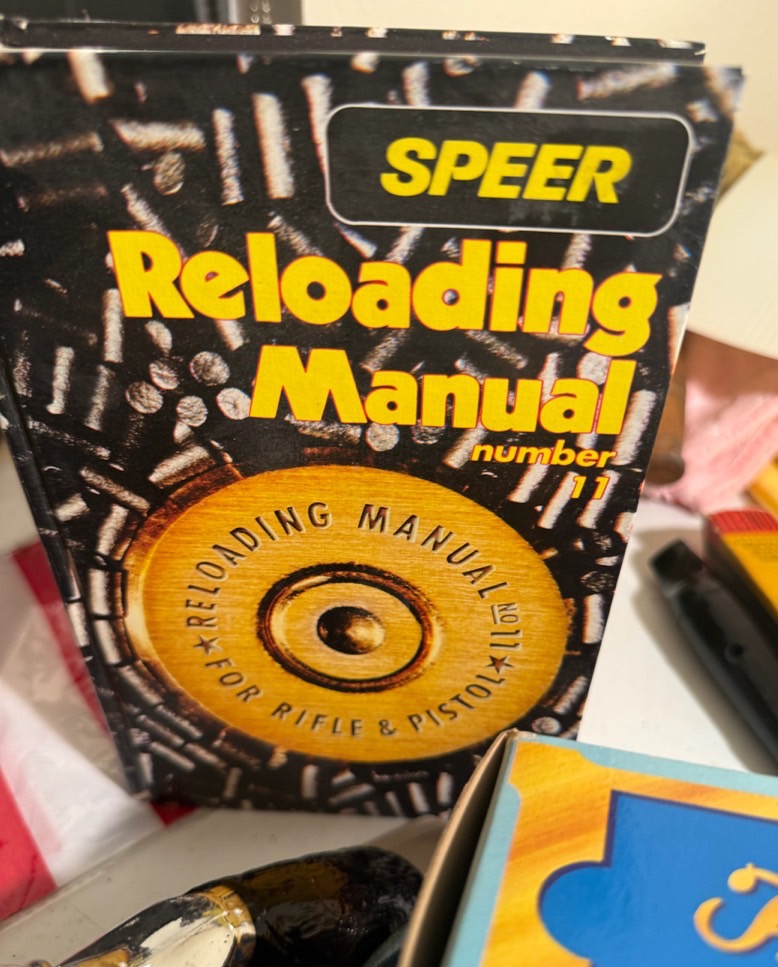 SPEER
Reloading
Manual
number
11
★RELOADING MANUAL NO 11★
FOR RIFLE & PISTOL